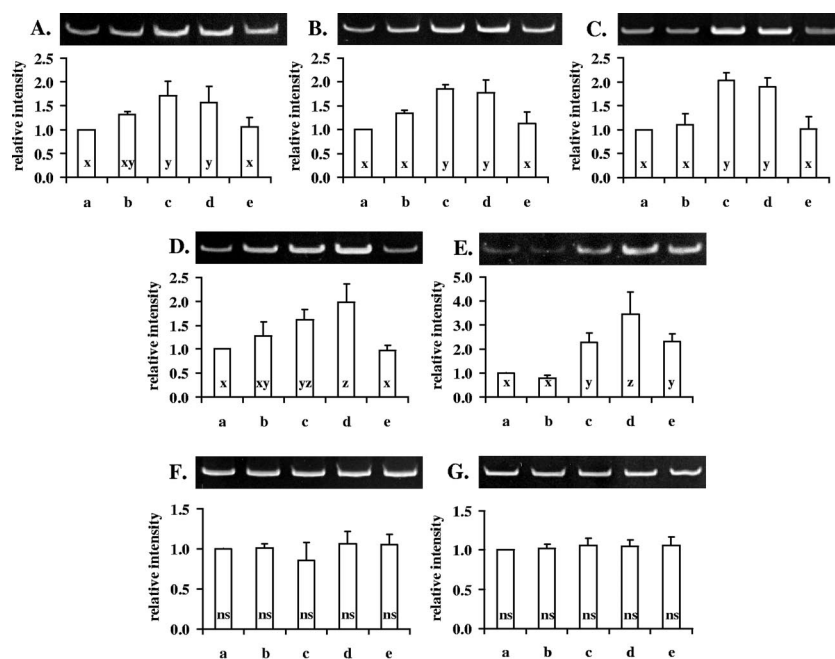 A. B. C.
relative intensity
2.5
2.0
1.5
1.0
0.5
0.0
x xy y y x
a b c d e
relative intensity
2.5
2.0
1.5
1.0
0.5
0.0
x x y y x
a b c d e
relative intensity
2.5
2.0
1.5
1.0
0.5
0.0
x x y y x
a b c d e
D. E.
relative intensity
2.5
2.0
1.5
1.0
0.5
0.0
x xy yz z x
a b c d e
relative intensity
5.0
4.0
3.0
2.0
1.0
0.0
x x y z y
a b c d e
F. G.
relative intensity
1.5
1.0
0.5
0.0
ns ns ns ns ns
a b c d e
relative intensity
1.5
1.0
0.5
0.0
ns ns ns ns ns
a b c d e